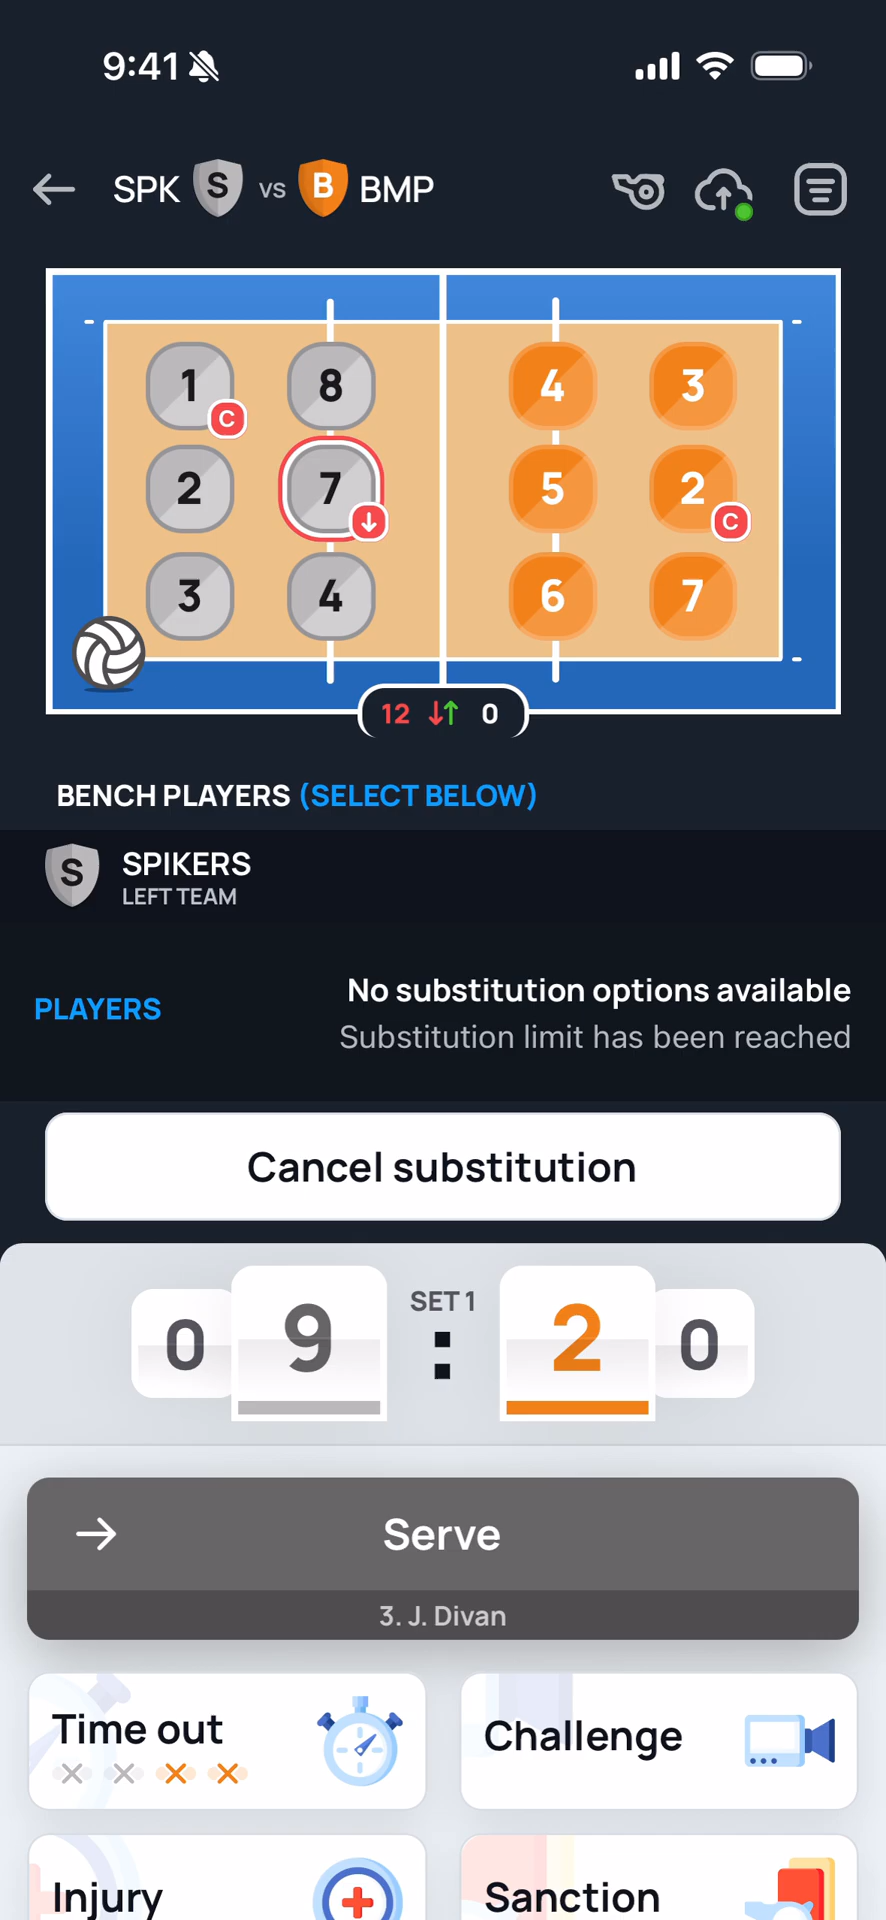 9:41
SPK S vs B BMP
1 8 4 3
C
2 7 5 2
C
3 4 6 7
12 0
BENCH PLAYERS (SELECT BELOW)
S SPIKERS
LEFT TEAM
No substitution options available
PLAYERS
Substitution limit has been reached
Cancel substitution
SET 1
0 9 : 2 0
Serve
3. J. Divan
Time out
Challenge
Injury
Sanction